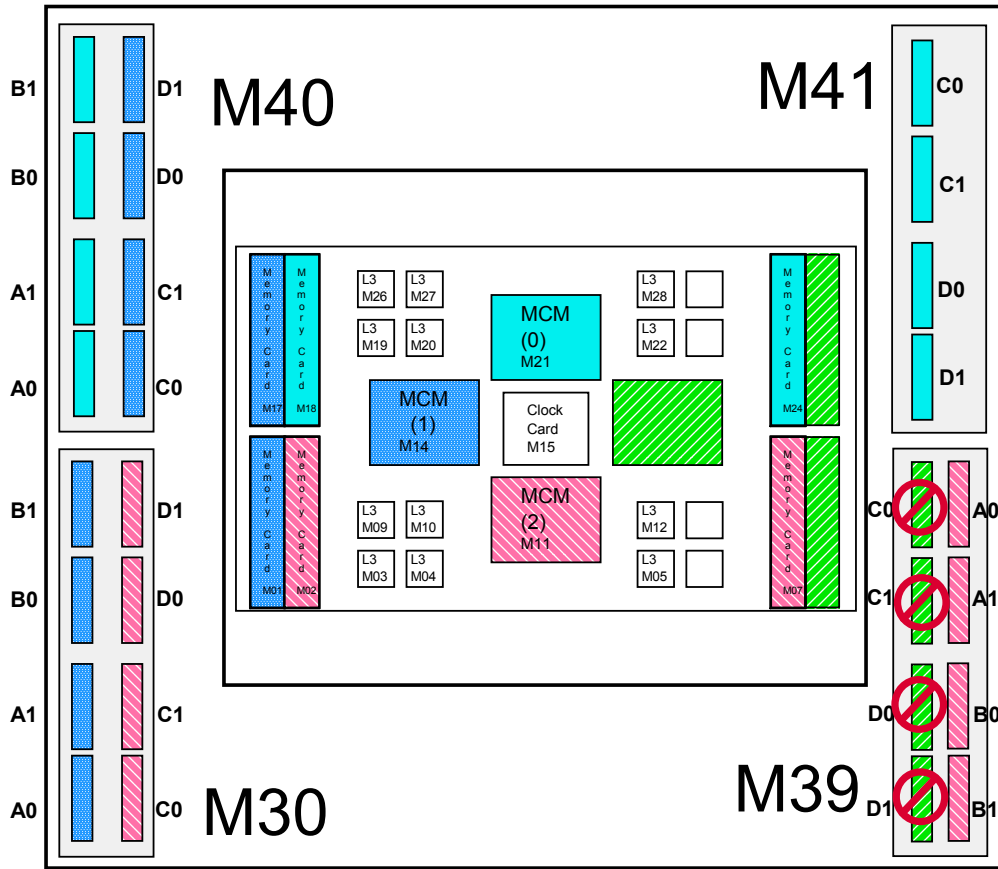 M40
M41
B1
D1
B0
D0
A1
C1
A0
C0
C0
C1
D0
D1
Memory Card
M17
Memory Card
M18
L3
M26
L3
M27
L3
M19
L3
M20
MCM
(0)
M21
L3
M28
L3
M22
Memory Card
M24
MCM
(1)
M14
Clock
Card
M15
Memory Card
M01
Memory Card
M02
L3
M09
L3
M10
L3
M03
L3
M04
MCM
(2)
M11
L3
M12
L3
M05
Memory Card
M07
B1
D1
B0
D0
A1
C1
A0
C0
M30
M39
C0
A0
C1
A1
D0
B0
D1
B1